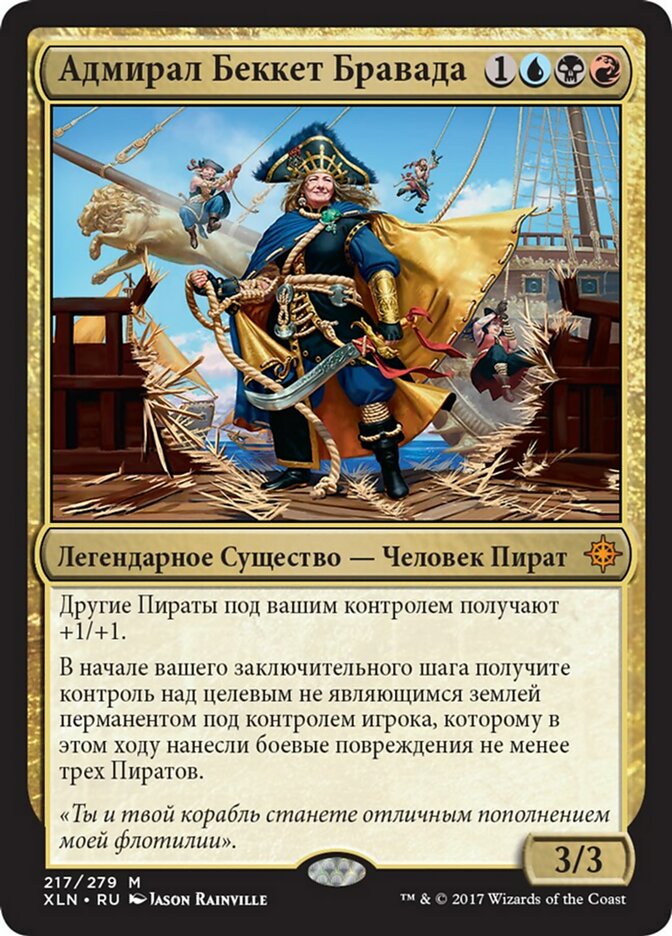 Адмирал Беккет Бравада 1
Легендарное Существо — Человек Пират
Другие Пираты под вашим контролем получают
+1/+1.
В начале вашего заключительного шага получите
контроль над целевым не являющимся землей
перманентом под контролем игрока, которому в
этом ходу нанесли боевые повреждения не менее
трех Пиратов.
«Ты и твой корабль станете отличным пополнением
моей флотилии».
3/3
217/279 M
XLN • RU Jason Rainville
™ & © 2017 Wizards of the Coast